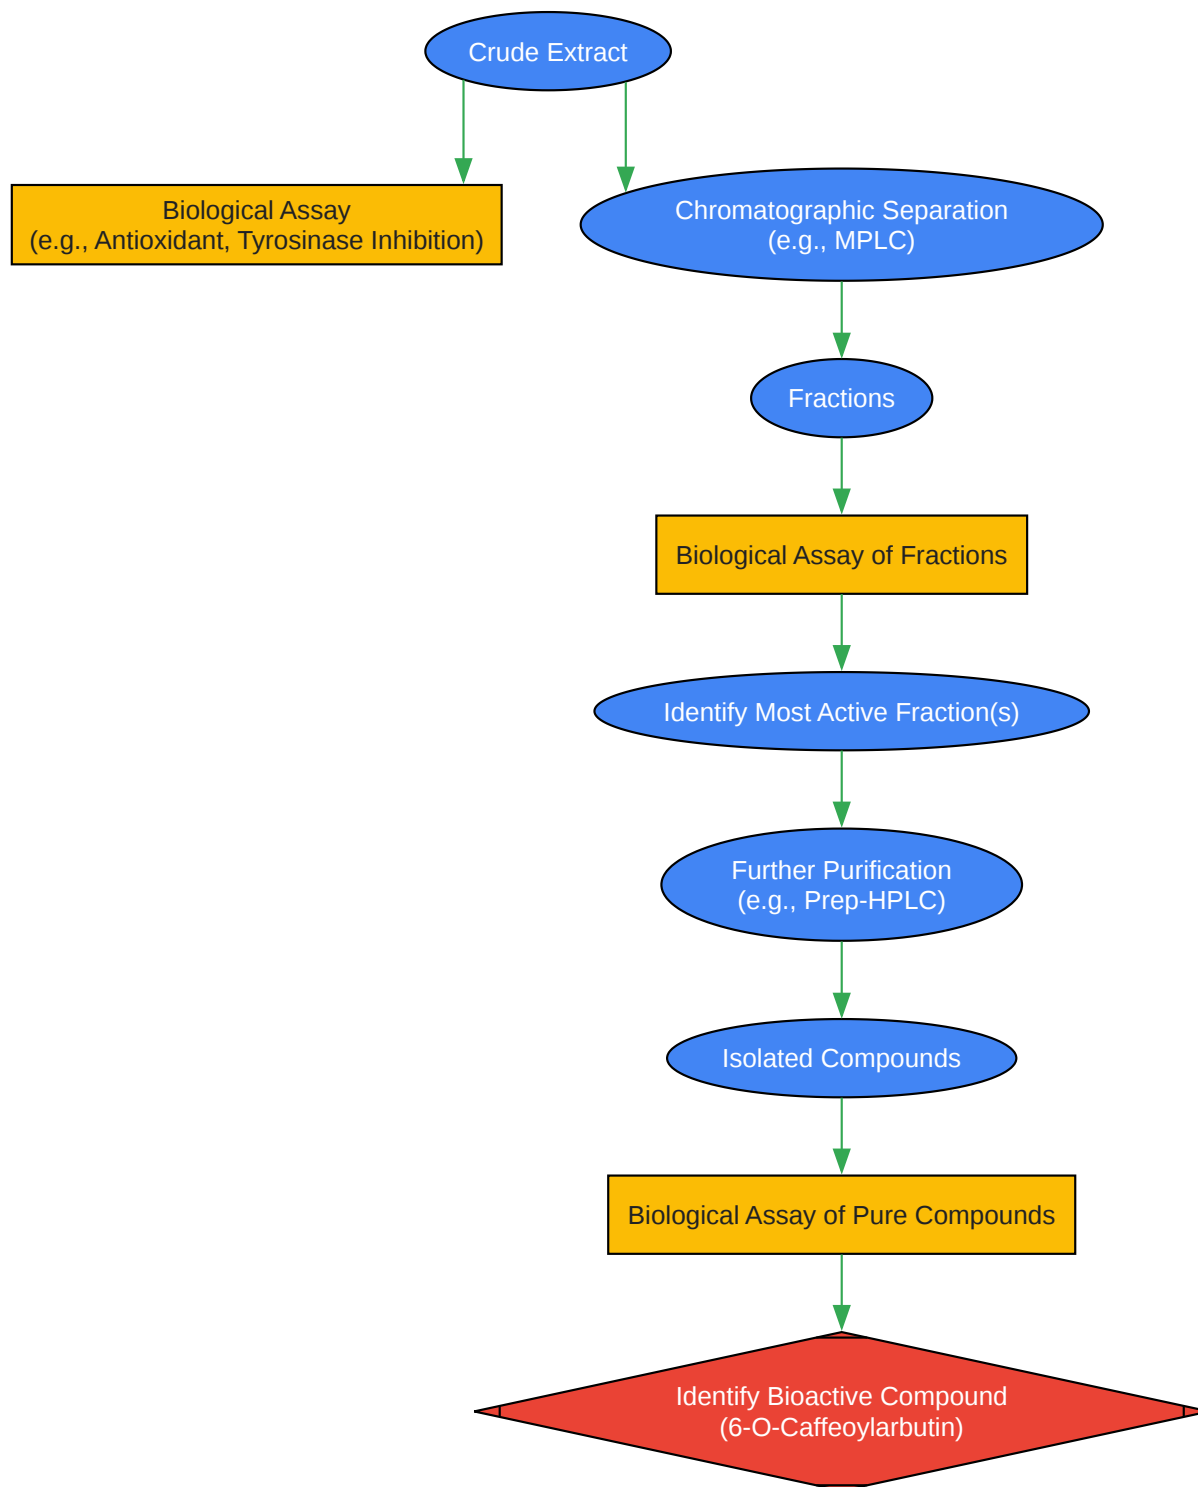 Crude Extract
Biological Assay
(e.g., Antioxidant, Tyrosinase Inhibition)
Chromatographic Separation
(e.g., MPLC)
Fractions
Biological Assay of Fractions
Identify Most Active Fraction(s)
Further Purification
(e.g., Prep-HPLC)
Isolated Compounds
Biological Assay of Pure Compounds
Identify Bioactive Compound
(6-O-Caffeoylarbutin)